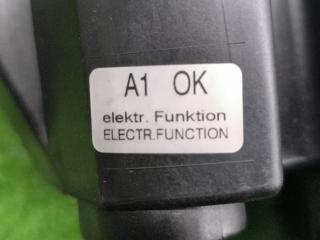 A1 OK
elektr. Funktion
ELECTR.FUNCTION